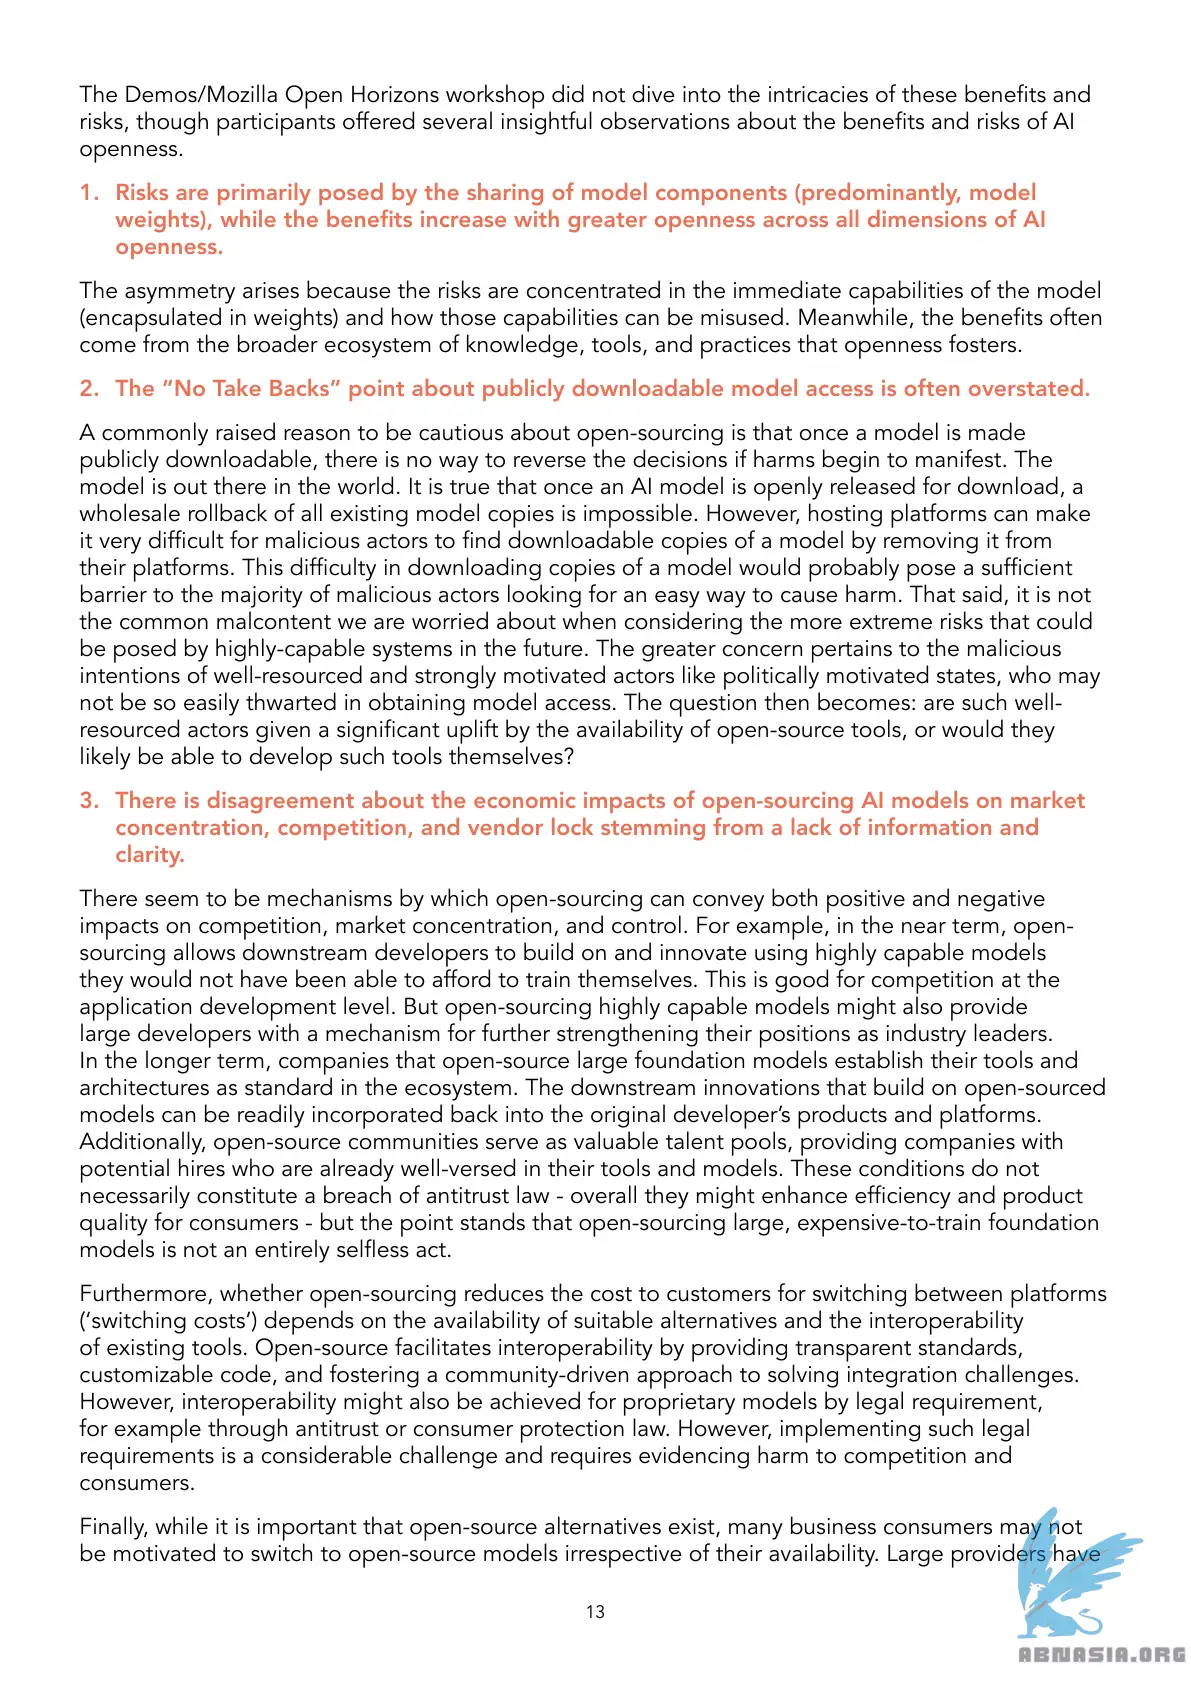 The Demos/Mozilla Open Horizons workshop did not dive into the intricacies of these benefits and
risks, though participants offered several insightful observations about the benefits and risks of AI
openness.
1. Risks are primarily posed by the sharing of model components (predominantly, model
weights), while the benefits increase with greater openness across all dimensions of AI
openness.
The asymmetry arises because the risks are concentrated in the immediate capabilities of the model
(encapsulated in weights) and how those capabilities can be misused. Meanwhile, the benefits often
come from the broader ecosystem of knowledge, tools, and practices that openness fosters.
2. The “No Take Backs” point about publicly downloadable model access is often overstated.
A commonly raised reason to be cautious about open-sourcing is that once a model is made
publicly downloadable, there is no way to reverse the decisions if harms begin to manifest. The
model is out there in the world. It is true that once an AI model is openly released for download, a
wholesale rollback of all existing model copies is impossible. However, hosting platforms can make
it very difficult for malicious actors to find downloadable copies of a model by removing it from
their platforms. This difficulty in downloading copies of a model would probably pose a sufficient
barrier to the majority of malicious actors looking for an easy way to cause harm. That said, it is not
the common malcontent we are worried about when considering the more extreme risks that could
be posed by highly-capable systems in the future. The greater concern pertains to the malicious
intentions of well-resourced and strongly motivated actors like politically motivated states, who may
not be so easily thwarted in obtaining model access. The question then becomes: are such well-
resourced actors given a significant uplift by the availability of open-source tools, or would they
likely be able to develop such tools themselves?
3. There is disagreement about the economic impacts of open-sourcing AI models on market
concentration, competition, and vendor lock stemming from a lack of information and
clarity.
There seem to be mechanisms by which open-sourcing can convey both positive and negative
impacts on competition, market concentration, and control. For example, in the near term, open-
sourcing allows downstream developers to build on and innovate using highly capable models
they would not have been able to afford to train themselves. This is good for competition at the
application development level. But open-sourcing highly capable models might also provide
large developers with a mechanism for further strengthening their positions as industry leaders.
In the longer term, companies that open-source large foundation models establish their tools and
architectures as standard in the ecosystem. The downstream innovations that build on open-sourced
models can be readily incorporated back into the original developer’s products and platforms.
Additionally, open-source communities serve as valuable talent pools, providing companies with
potential hires who are already well-versed in their tools and models. These conditions do not
necessarily constitute a breach of antitrust law - overall they might enhance efficiency and product
quality for consumers - but the point stands that open-sourcing large, expensive-to-train foundation
models is not an entirely selfless act.
Furthermore, whether open-sourcing reduces the cost to customers for switching between platforms
(‘switching costs’) depends on the availability of suitable alternatives and the interoperability
of existing tools. Open-source facilitates interoperability by providing transparent standards,
customizable code, and fostering a community-driven approach to solving integration challenges.
However, interoperability might also be achieved for proprietary models by legal requirement,
for example through antitrust or consumer protection law. However, implementing such legal
requirements is a considerable challenge and requires evidencing harm to competition and
consumers.
Finally, while it is important that open-source alternatives exist, many business consumers may not
be motivated to switch to open-source models irrespective of their availability. Large providers have
13
ABNASIA.ORG